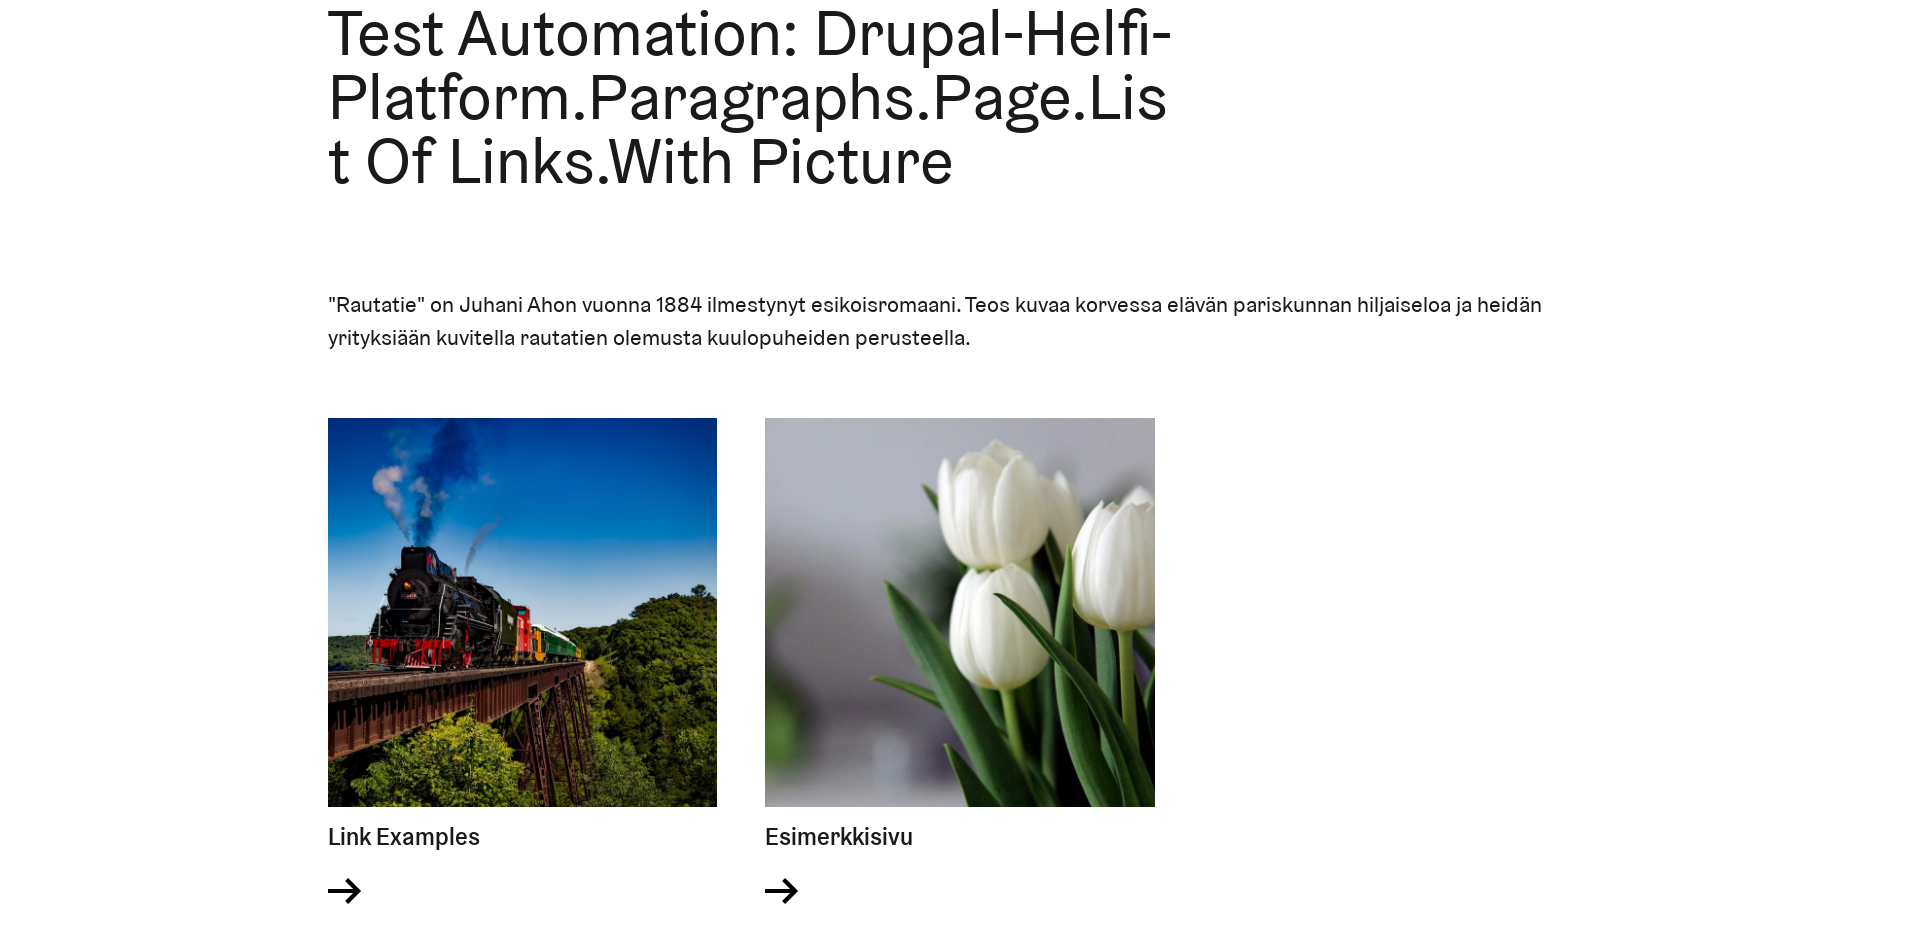 Test Automation: Drupal-Helfi-
Platform.Paragraphs.Page.Lis
t Of Links.With Picture
"Rautatie" on Juhani Ahon vuonna 1884 ilmestynyt esikoisromaani. Teos kuvaa korvessa elävän pariskunnan hiljaiseloa ja heidän
yrityksiään kuvitella rautatien olemusta kuulopuheiden perusteella.
Link Examples
Esimerkkisivu